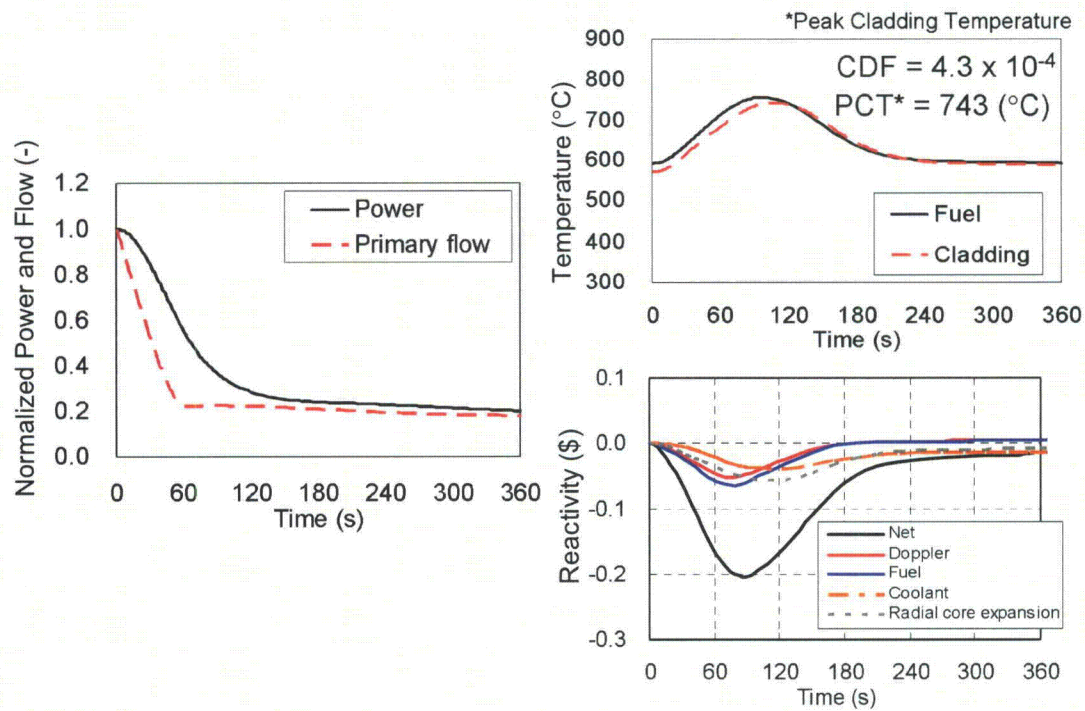 Normalized Power and Flow (-)
1.2
1.0
0.8
0.6
0.4
0.2
0.0
Power
Primary flow
0 60 120 180 240 300 360
Time (s)
*Peak Cladding Temperature
Temperature (°C)
900
800
700
600
500
400
300
CDF = 4.3 x 10-4
PCT* = 743 (°C)
Fuel
Cladding
0 60 120 180 240 300 360
Time (s)
Reactivity ($)
0.1
0.0
-0.1
-0.2
-0.3
Net
Doppler
Fuel
Coolant
Radial core expansion
0 60 120 180 240 300 360
Time (s)